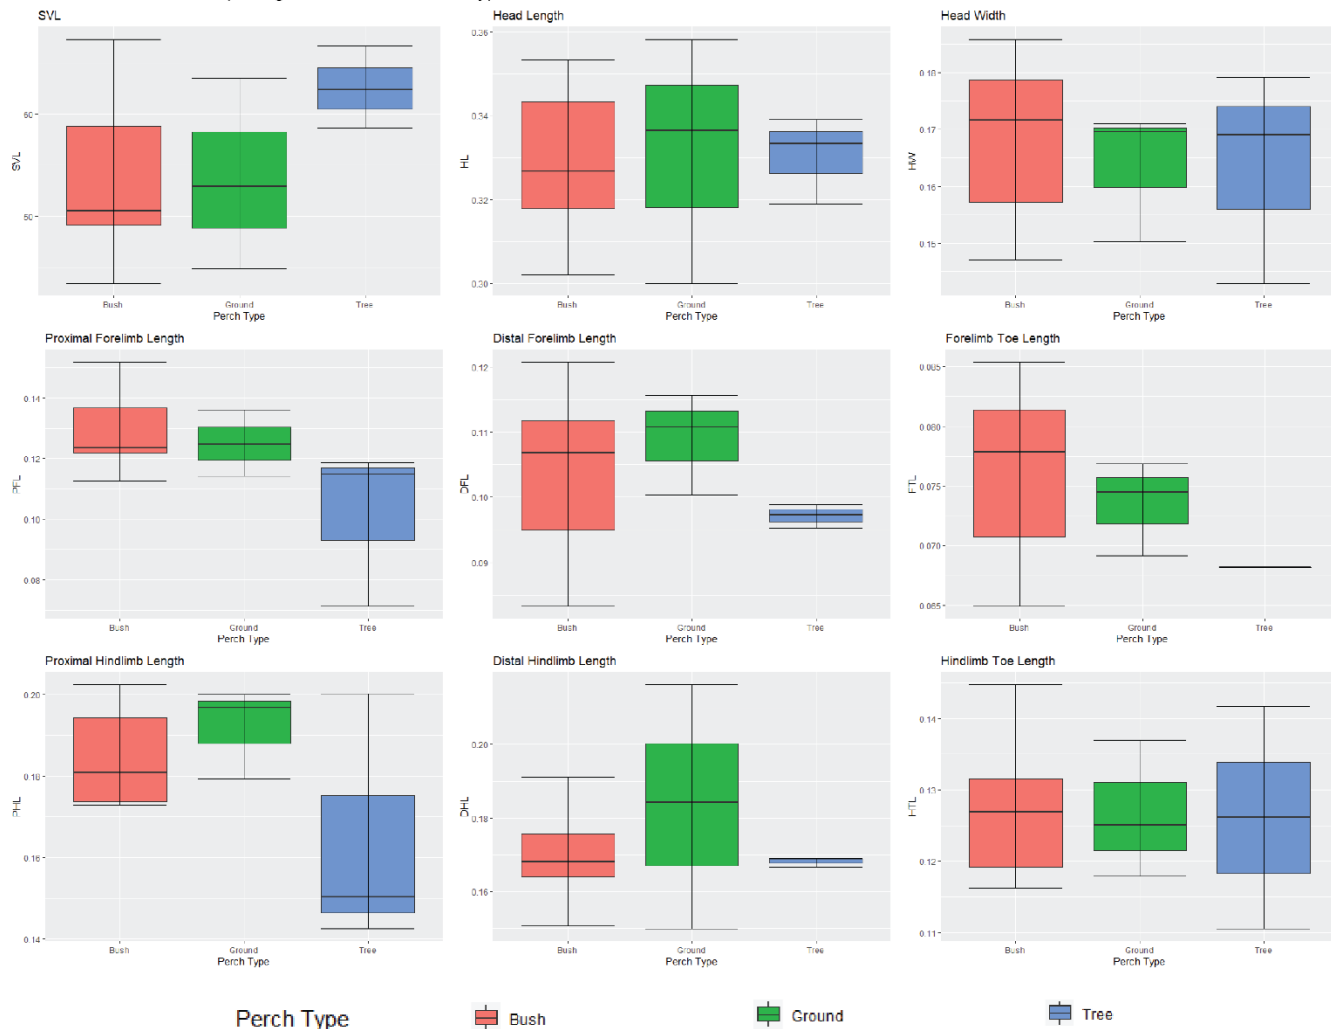 SVL
Head Length
Head Width
60
50
SVL
Bush Ground Tree
Perch Type
0.36
0.34
0.32
0.30
HL
Bush Ground Tree
Perch Type
0.18
0.17
0.16
0.15
HW
Bush Ground Tree
Perch Type
Proximal Forelimb Length
Distal Forelimb Length
Forelimb Toe Length
0.14
0.12
0.10
0.08
PFL
Bush Ground Tree
Perch Type
0.12
0.11
0.10
0.09
DFL
Bush Ground Tree
Perch Type
0.085
0.080
0.075
0.070
0.065
FTL
Bush Ground Tree
Perch Type
Proximal Hindlimb Length
Distal Hindlimb Length
Hindlimb Toe Length
0.20
0.18
0.16
0.14
PHL
Bush Ground Tree
Perch Type
0.20
0.18
0.16
DHL
Bush Ground Tree
Perch Type
0.14
0.13
0.12
0.11
HTL
Bush Ground Tree
Perch Type
Perch Type Bush Ground Tree